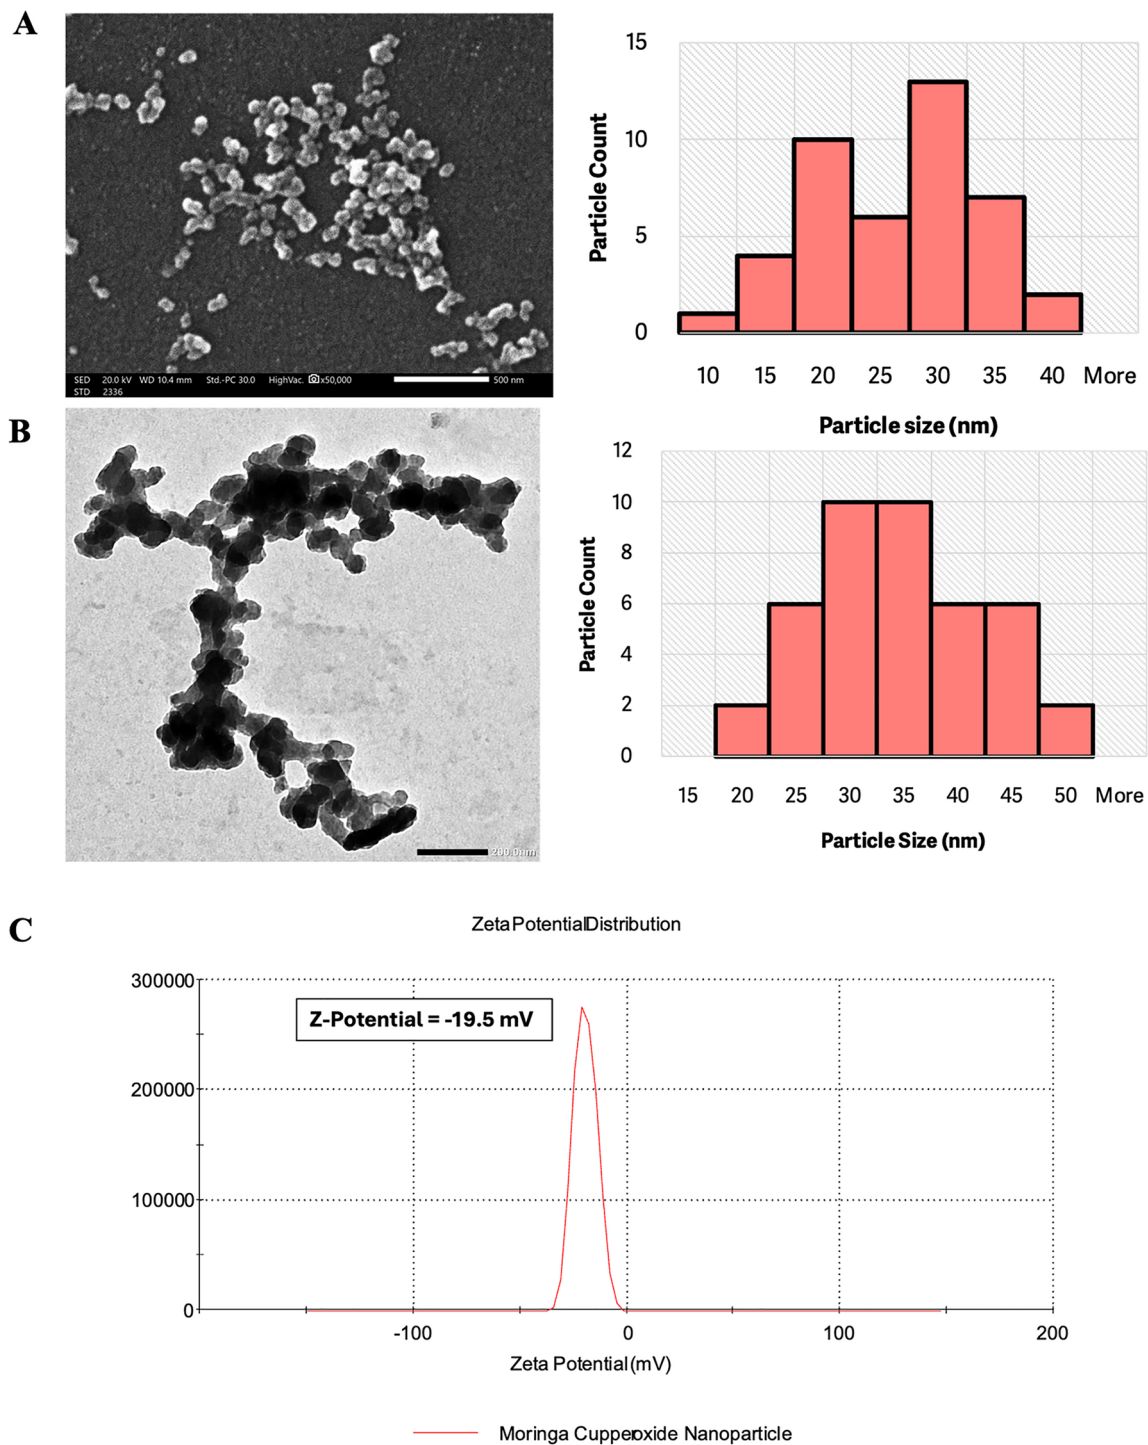 A
15
10
5
0
Particle Count
10 15 20 25 30 35 40 More
Particle size (nm)
SED 20.0 kV WD 10.4 mm Std.-PC 30.0 HighVac. x50,000 500 nm
STD 2336
B
12
10
8
6
4
2
0
Particle Count
15 20 25 30 35 40 45 50 More
Particle Size (nm)
200.0nm
C
Zeta Potential Distribution
300000
200000
100000
0
Z-Potential = -19.5 mV
-100 0 100 200
Zeta Potential (mV)
Moringa Cupperoxide Nanoparticle